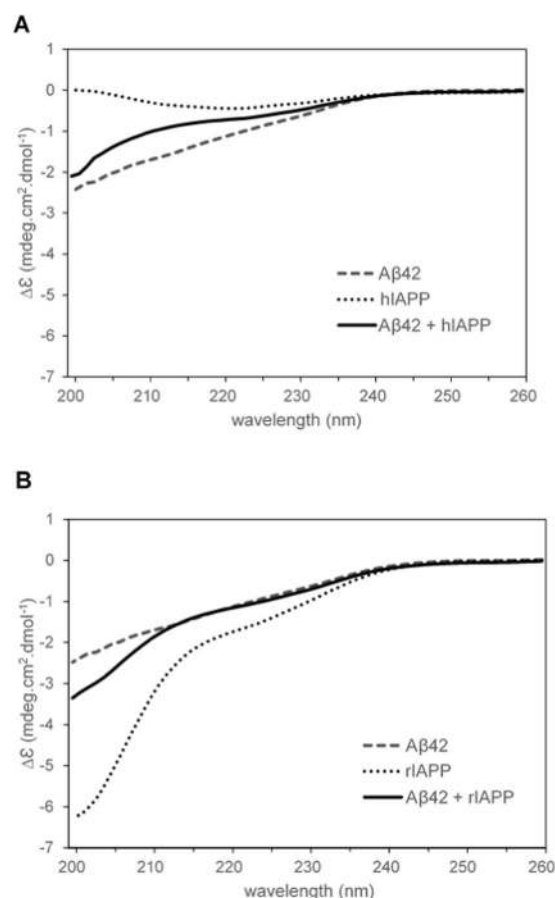 A
1
0
-1
-2
-3
-4
-5
-6
-7
Δε (mdeg.cm².dmol⁻¹)
Aβ42
hIAPP
Aβ42 + hIAPP
200 210 220 230 240 250 260
wavelength (nm)
B
1
0
-1
-2
-3
-4
-5
-6
-7
Δε (mdeg.cm².dmol⁻¹)
Aβ42
rIAPP
Aβ42 + rIAPP
200 210 220 230 240 250 260
wavelength (nm)